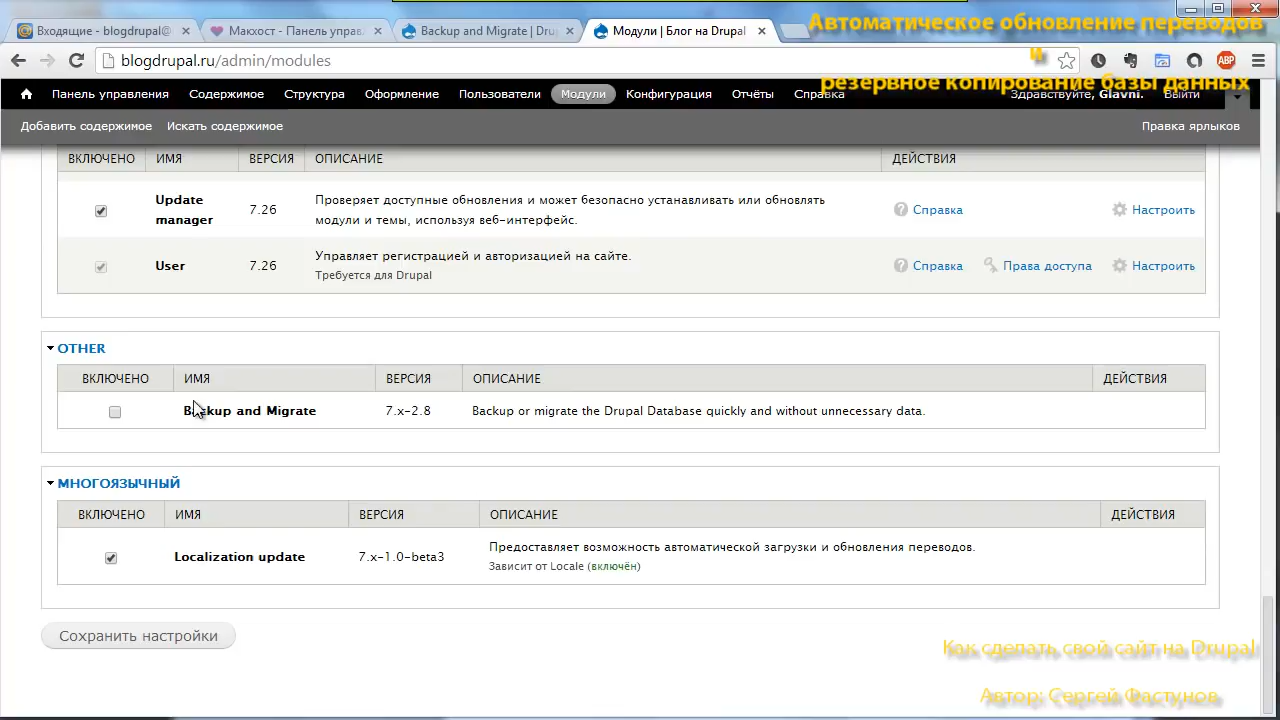 Входящие - blogdrupal@
Макхост - Панель управ.
Backup and Migrate | Dru
Модули | Блог на Drupal
Автоматическое обновление переводов
и
blogdrupal.ru/admin/modules
резервное копирование базы данных
Панель управления Содержимое Структура Оформление Пользователи Модули Конфигурация Отчёты Справка Здравствуйте, Glavni. Выйти
Добавить содержимое Искать содержимое Правка ярлыков
ВКЛЮЧЕНО ИМЯ ВЕРСИЯ ОПИСАНИЕ ДЕЙСТВИЯ
Update manager 7.26 Проверяет доступные обновления и может безопасно устанавливать или обновлять
модули и темы, используя веб-интерфейс. Справка Настроить
User 7.26 Управляет регистрацией и авторизацией на сайте.
Требуется для Drupal Справка Права доступа Настроить
OTHER
ВКЛЮЧЕНО ИМЯ ВЕРСИЯ ОПИСАНИЕ ДЕЙСТВИЯ
Backup and Migrate 7.x-2.8 Backup or migrate the Drupal Database quickly and without unnecessary data.
МНОГОЯЗЫЧНЫЙ
ВКЛЮЧЕНО ИМЯ ВЕРСИЯ ОПИСАНИЕ ДЕЙСТВИЯ
Localization update 7.x-1.0-beta3 Предоставляет возможность автоматической загрузки и обновления переводов.
Зависит от Locale (включён)
Сохранить настройки
Как сделать свой сайт на Drupal
Автор: Сергей Фастунов